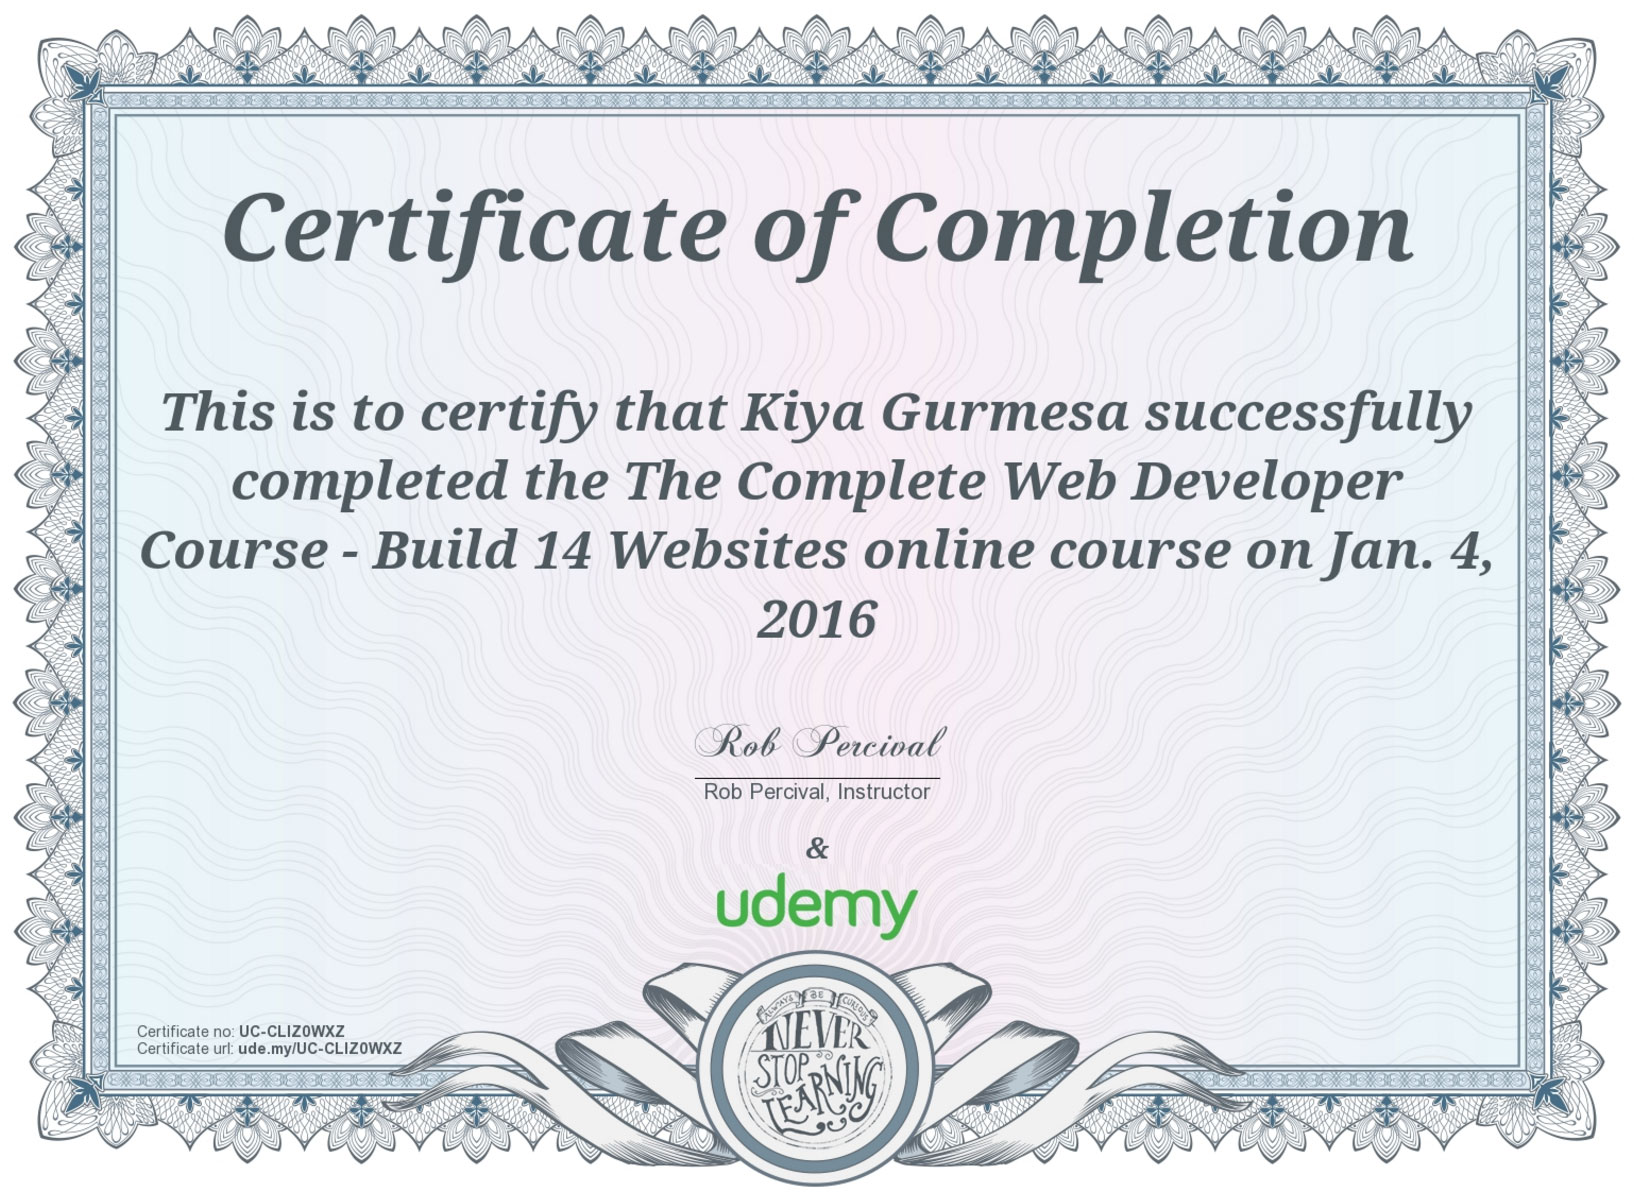 Certificate of Completion
This is to certify that Kiya Gurmesa successfully
completed the The Complete Web Developer
Course - Build 14 Websites online course on Jan. 4,
2016
Rob Percival
Rob Percival, Instructor
&
udemy
Certificate no: UC-CLIZ0WXZ
Certificate url: ude.my/UC-CLIZ0WXZ
ALWAYS BE CURIOUS
NEVER
STOP
LEARNING